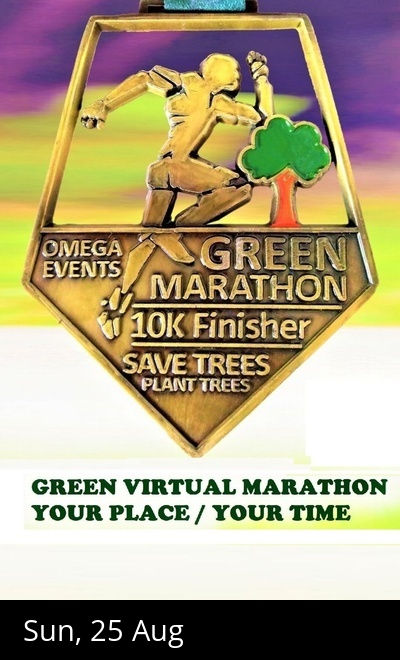 OMEGA
EVENTS
GREEN
MARATHON
10K Finisher
SAVE TREES
PLANT TREES
GREEN VIRTUAL MARATHON
YOUR PLACE / YOUR TIME
Sun, 25 Aug